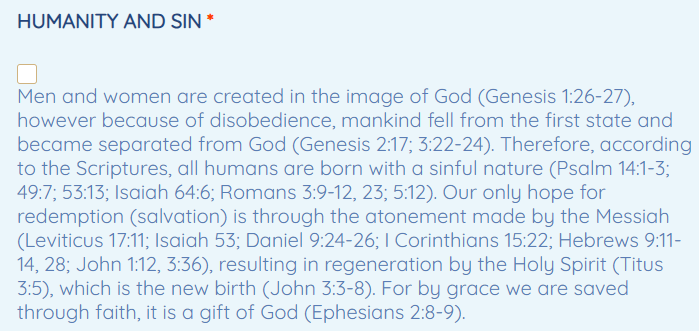 HUMANITY AND SIN *
Men and women are created in the image of God (Genesis 1:26-27),
however because of disobedience, mankind fell from the first state and
became separated from God (Genesis 2:17; 3:22-24). Therefore, according
to the Scriptures, all humans are born with a sinful nature (Psalm 14:1-3;
49:7; 53:13; Isaiah 64:6; Romans 3:9-12, 23; 5:12). Our only hope for
redemption (salvation) is through the atonement made by the Messiah
(Leviticus 17:11; Isaiah 53; Daniel 9:24-26; I Corinthians 15:22; Hebrews 9:11-
14, 28; John 1:12, 3:36), resulting in regeneration by the Holy Spirit (Titus
3:5), which is the new birth (John 3:3-8). For by grace we are saved
through faith, it is a gift of God (Ephesians 2:8-9).